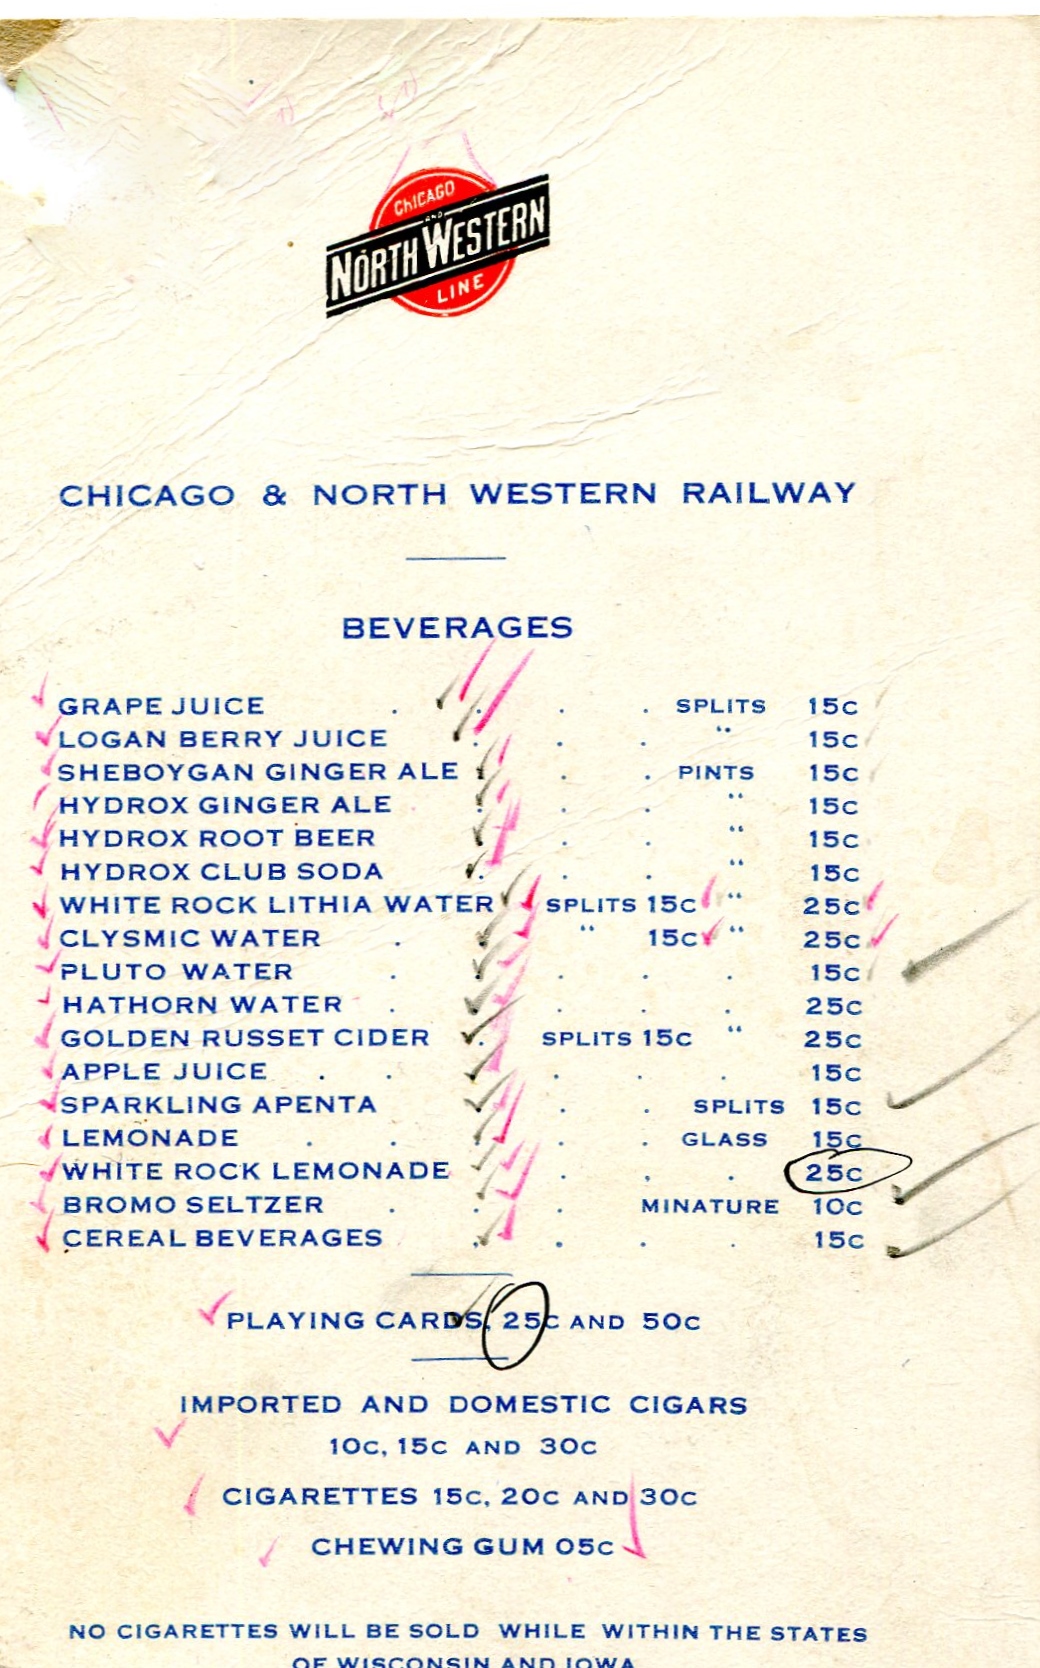 CHICAGO
AND
NORTH WESTERN
LINE
CHICAGO & NORTH WESTERN RAILWAY
BEVERAGES
GRAPE JUICE . . . . SPLITS 15c
LOGAN BERRY JUICE . . . " 15c
SHEBOYGAN GINGER ALE . . . PINTS 15c
HYDROX GINGER ALE . . . " 15c
HYDROX ROOT BEER . . . " 15c
HYDROX CLUB SODA . . . " 15c
WHITE ROCK LITHIA WATER SPLITS 15c " 25c
CLYSMIC WATER . . " 15c " 25c
PLUTO WATER . . . . . 15c
HATHORN WATER . . . . . 25c
GOLDEN RUSSET CIDER . SPLITS 15c " 25c
APPLE JUICE . . . . . . 15c
SPARKLING APENTA . . . SPLITS 15c
LEMONADE . . . . . GLASS 15c
WHITE ROCK LEMONADE . . . . 25c
BROMO SELTZER . . . MINATURE 10c
CEREAL BEVERAGES . . . . 15c
PLAYING CARDS, 25c AND 50c
IMPORTED AND DOMESTIC CIGARS
10c, 15c AND 30c
CIGARETTES 15c, 20c AND 30c
CHEWING GUM 05c
NO CIGARETTES WILL BE SOLD WHILE WITHIN THE STATES
OF WISCONSIN AND IOWA